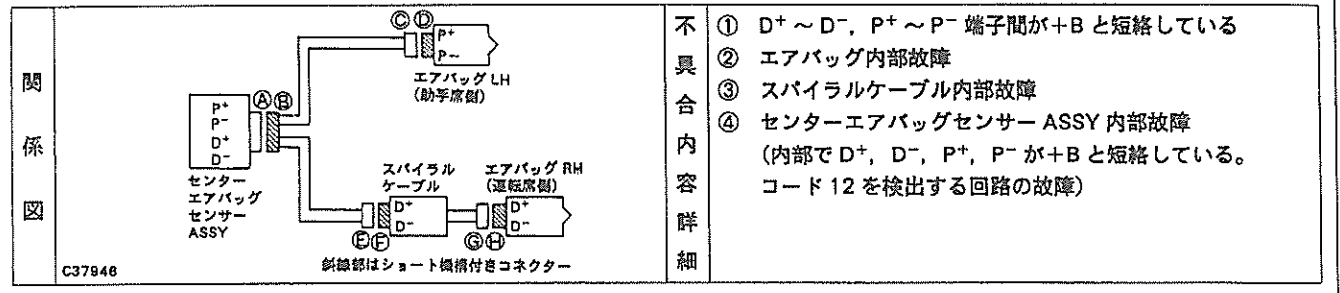 関係図
Ⓒ Ⓓ
P⁺
P~
エアバッグ LH
(助手席側)
Ⓐ Ⓑ
P⁺
P⁻
D⁺
D⁻
センター
エアバッグ
センサー
ASSY
スパイラル
ケーブル
エアバッグ RH
(運転席側)
D⁺
D⁻
D⁺
D⁻
Ⓔ Ⓕ
Ⓖ Ⓗ
斜線部はショート機構付きコネクター
C37946
不具合内容詳細
① D⁺ ~ D⁻, P⁺ ~ P⁻ 端子間が+B と短絡している
② エアバッグ内部故障
③ スパイラルケーブル内部故障
④ センターエアバッグセンサー ASSY 内部故障
(内部で D⁺, D⁻, P⁺, P⁻ が+B と短絡している。
コード 12 を検出する回路の故障)